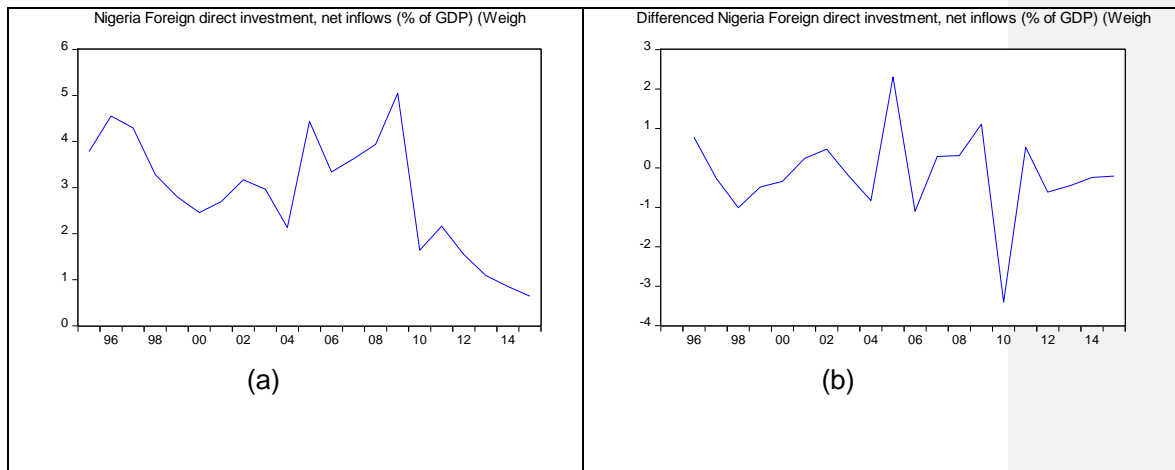 Nigeria Foreign direct investment, net inflows (% of GDP) (Weigh
6
5
4
3
2
1
0
96 98 00 02 04 06 08 10 12 14
(a)
Differenced Nigeria Foreign direct investment, net inflows (% of GDP) (Weigh
3
2
1
0
-1
-2
-3
-4
96 98 00 02 04 06 08 10 12 14
(b)